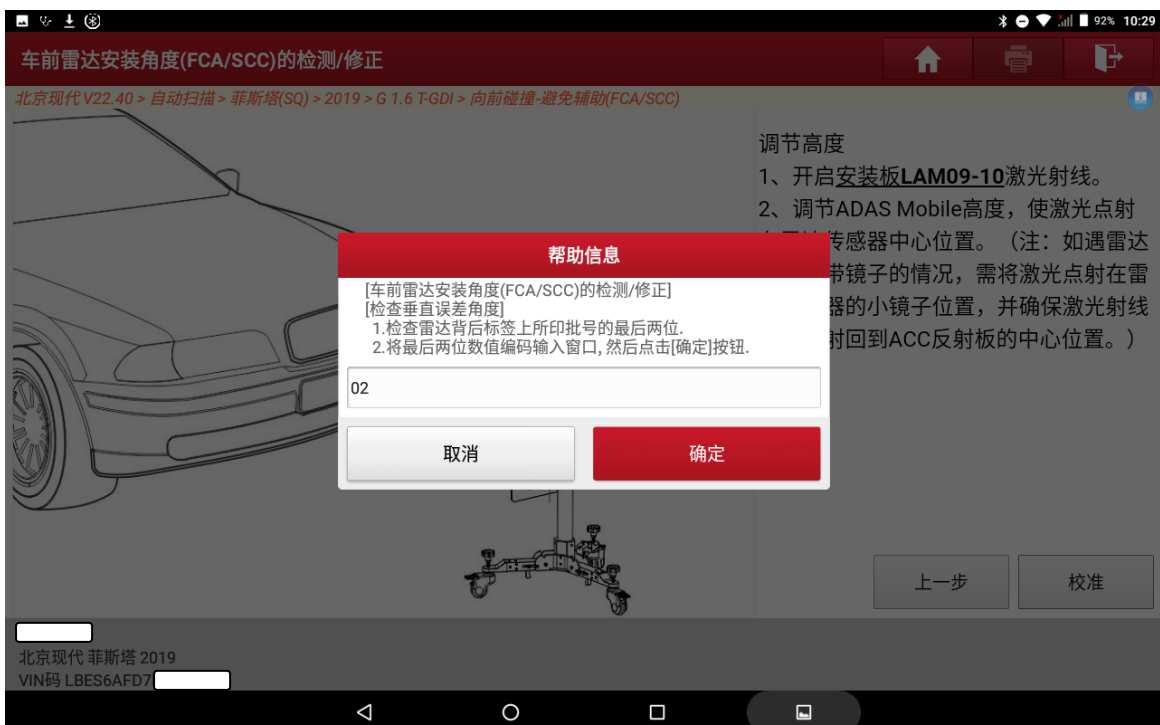 92% 10:29
车前雷达安装角度(FCA/SCC)的检测/修正
北京现代 V22.40 > 自动扫描 > 菲斯塔(SQ) > 2019 > G 1.6 T-GDI > 向前碰撞-避免辅助(FCA/SCC)
调节高度
1、开启安装板LAM09-10激光射线。
2、调节ADAS Mobile高度，使激光点射
传感器中心位置。（注：如遇雷达
带镜子的情况，需将激光点射在雷
器的小镜子位置，并确保激光射线
射回到ACC反射板的中心位置。）
帮助信息
[车前雷达安装角度(FCA/SCC)的检测/修正]
[检查垂直误差角度]
1.检查雷达背后标签上所印批号的最后两位.
2.将最后两位数值编码输入窗口, 然后点击[确定]按钮.
02
取消
确定
上一步
校准
北京现代 菲斯塔 2019
VIN码 LBES6AFD7